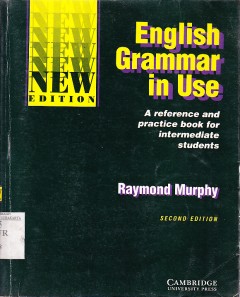 NEW
NEW
NEW
NEW
NEW
EDITION
English
Grammar
in Use
A reference and
practice book for
intermediate
students
Raymond Murphy
SECOND EDITION
CAMBRIDGE
UNIVERSITY PRESS